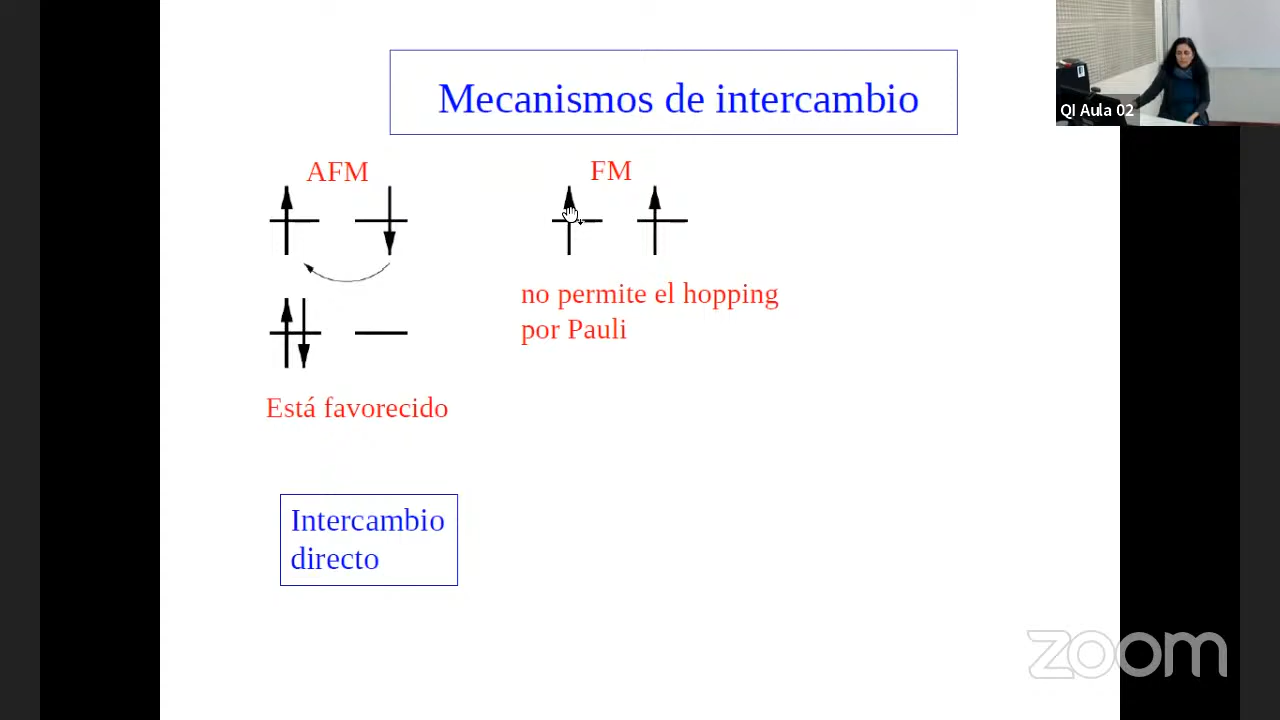 Mecanismos de intercambio
QI Aula 02
AFM
FM
no permite el hopping
por Pauli
Está favorecido
Intercambio
directo
zoom